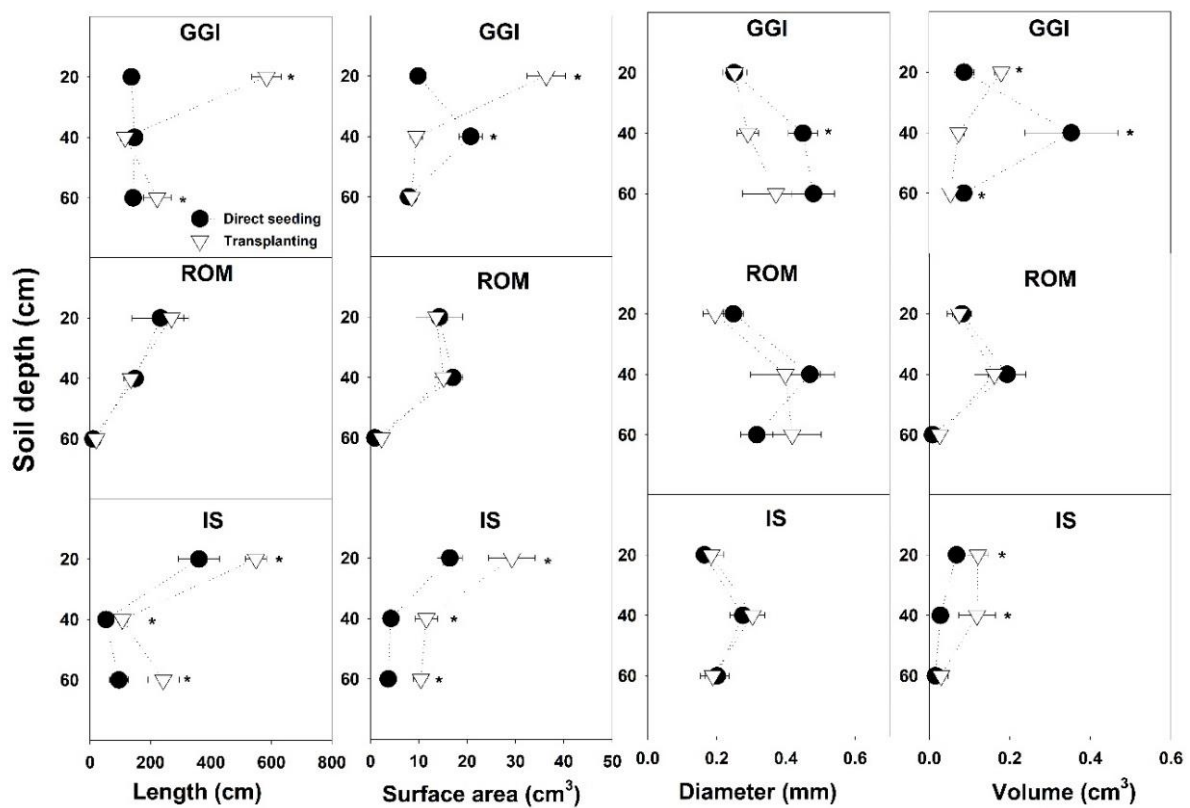 GGI
GGI
GGI
GGI
20
20
20
20
*
*
*
40
40
40
40
*
*
*
60
60
60
60
*
*
Direct seeding
Transplanting
Soil depth (cm)
ROM
ROM
ROM
ROM
20
20
20
20
40
40
40
40
60
60
60
60
IS
IS
IS
IS
20
20
20
20
*
*
*
40
40
40
40
*
*
*
60
60
60
60
*
*
0 200 400 600 800
0 10 20 30 40 50
0.0 0.2 0.4 0.6
0.0 0.2 0.4 0.6
Length (cm)
Surface area (cm³)
Diameter (mm)
Volume (cm³)